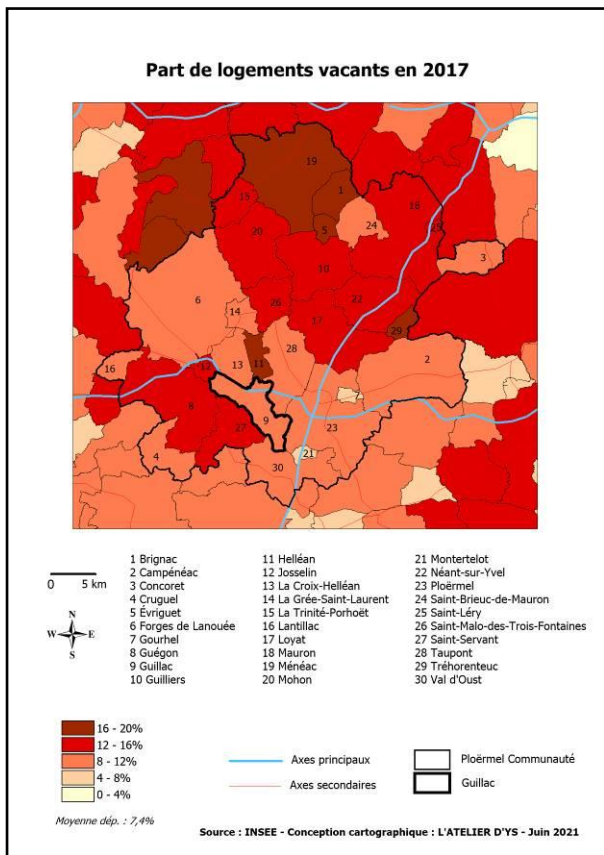 Part de logements vacants en 2017
19
1
15
18
24
5
20
25
10
3
6
26
22
14
17
29
28
2
16
12
13
11
8
9
27
23
4
21
30
0 5 km
N
W E
S
1 Brignac
2 Campénéac
3 Concoret
4 Cruguel
5 Évriguet
6 Forges de Lanouée
7 Gourhel
8 Guégon
9 Guillac
10 Guilliers
11 Helléan
12 Josselin
13 La Croix-Helléan
14 La Grée-Saint-Laurent
15 La Trinité-Porhoët
16 Lantillac
17 Loyat
18 Mauron
19 Ménéac
20 Mohon
21 Montertelot
22 Néant-sur-Yvel
23 Ploërmel
24 Saint-Brieuc-de-Mauron
25 Saint-Léry
26 Saint-Malo-des-Trois-Fontaines
27 Saint-Servant
28 Taupont
29 Tréhorenteuc
30 Val d'Oust
16 - 20%
12 - 16%
8 - 12%
4 - 8%
0 - 4%
Moyenne dép. : 7,4%
Axes principaux
Axes secondaires
Ploërmel Communauté
Guillac
Source : INSEE - Conception cartographique : L'ATELIER D'YS - Juin 2021